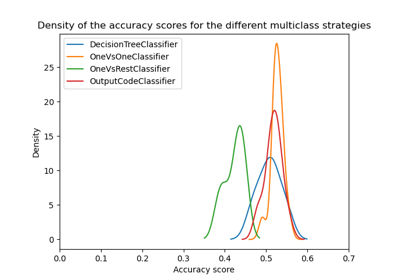 Density of the accuracy scores for the different multiclass strategies
DecisionTreeClassifier
OneVsOneClassifier
OneVsRestClassifier
OutputCodeClassifier
25
20
15
10
5
0
Density
0.0 0.1 0.2 0.3 0.4 0.5 0.6 0.7
Accuracy score